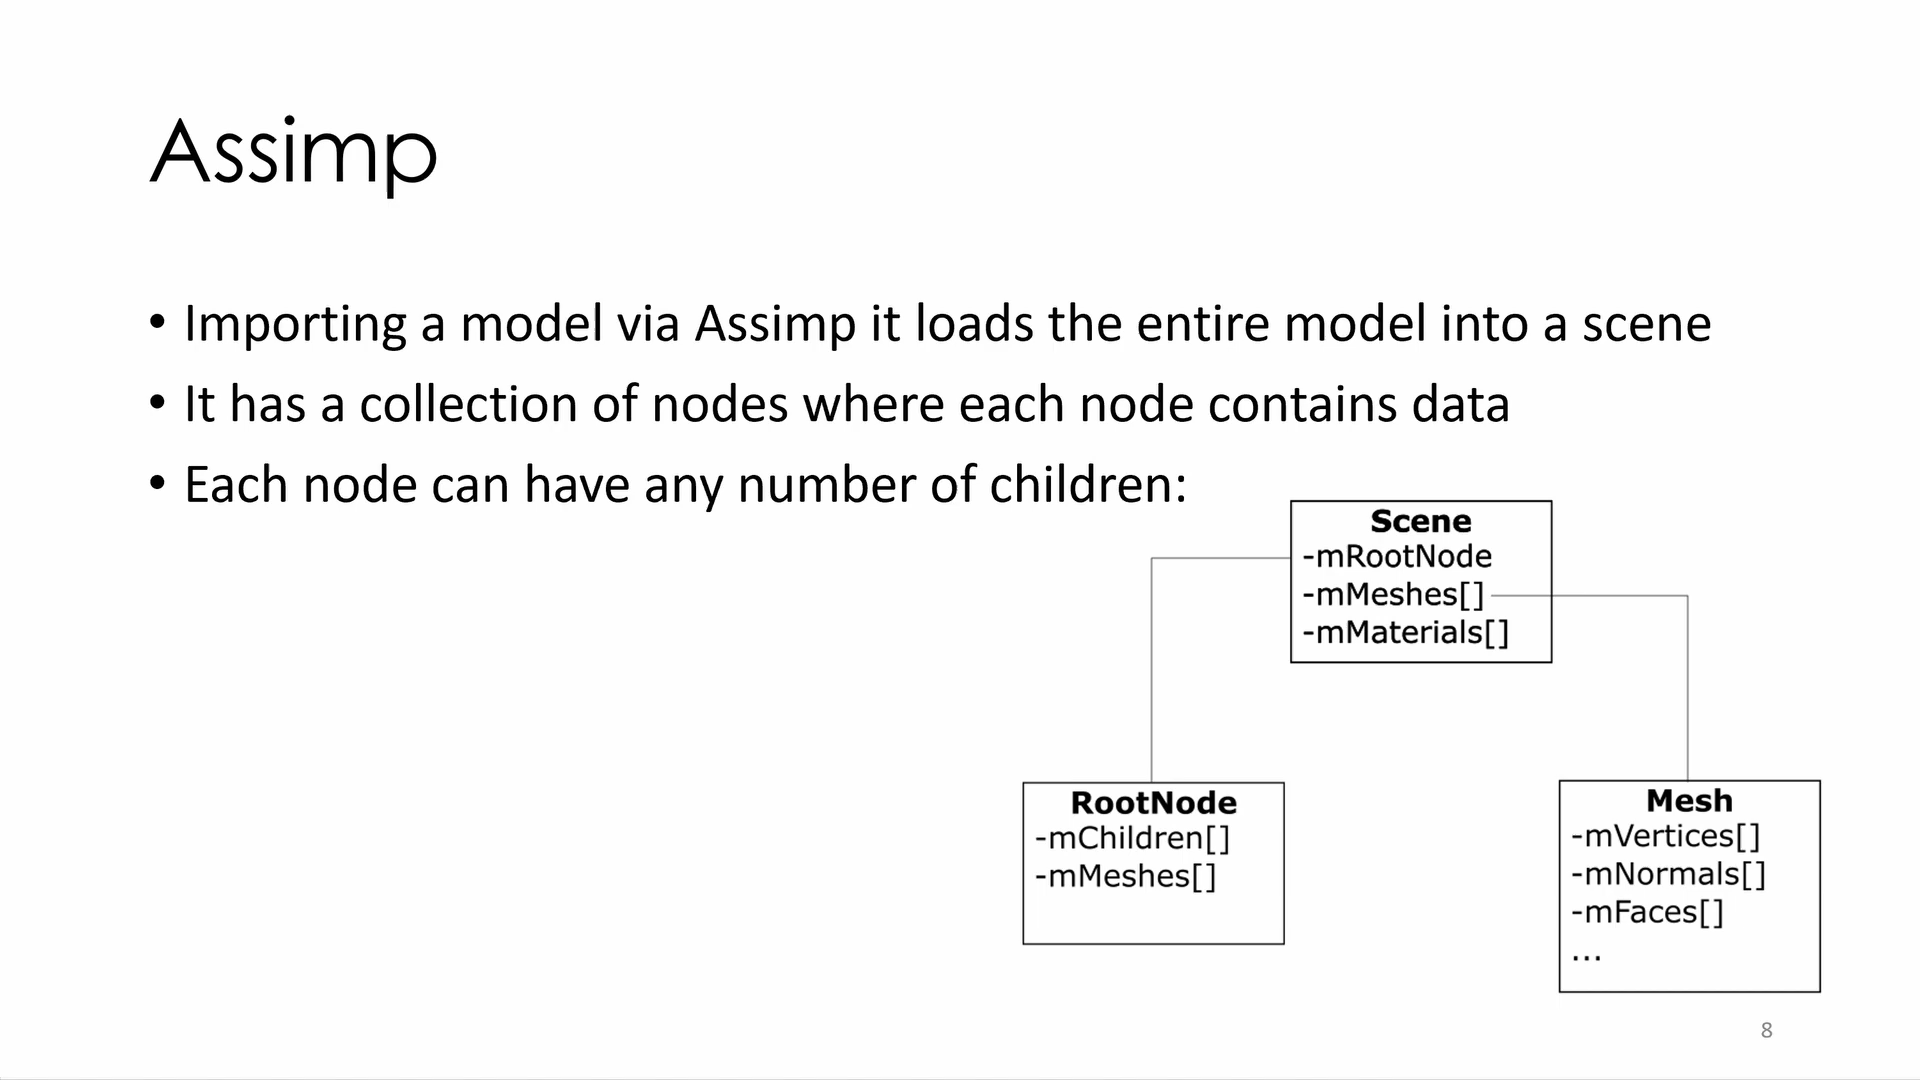 Assimp
• Importing a model via Assimp it loads the entire model into a scene
• It has a collection of nodes where each node contains data
• Each node can have any number of children:
Scene
-mRootNode
-mMeshes[]
-mMaterials[]
RootNode
-mChildren[]
-mMeshes[]
Mesh
-mVertices[]
-mNormals[]
-mFaces[]
...
8